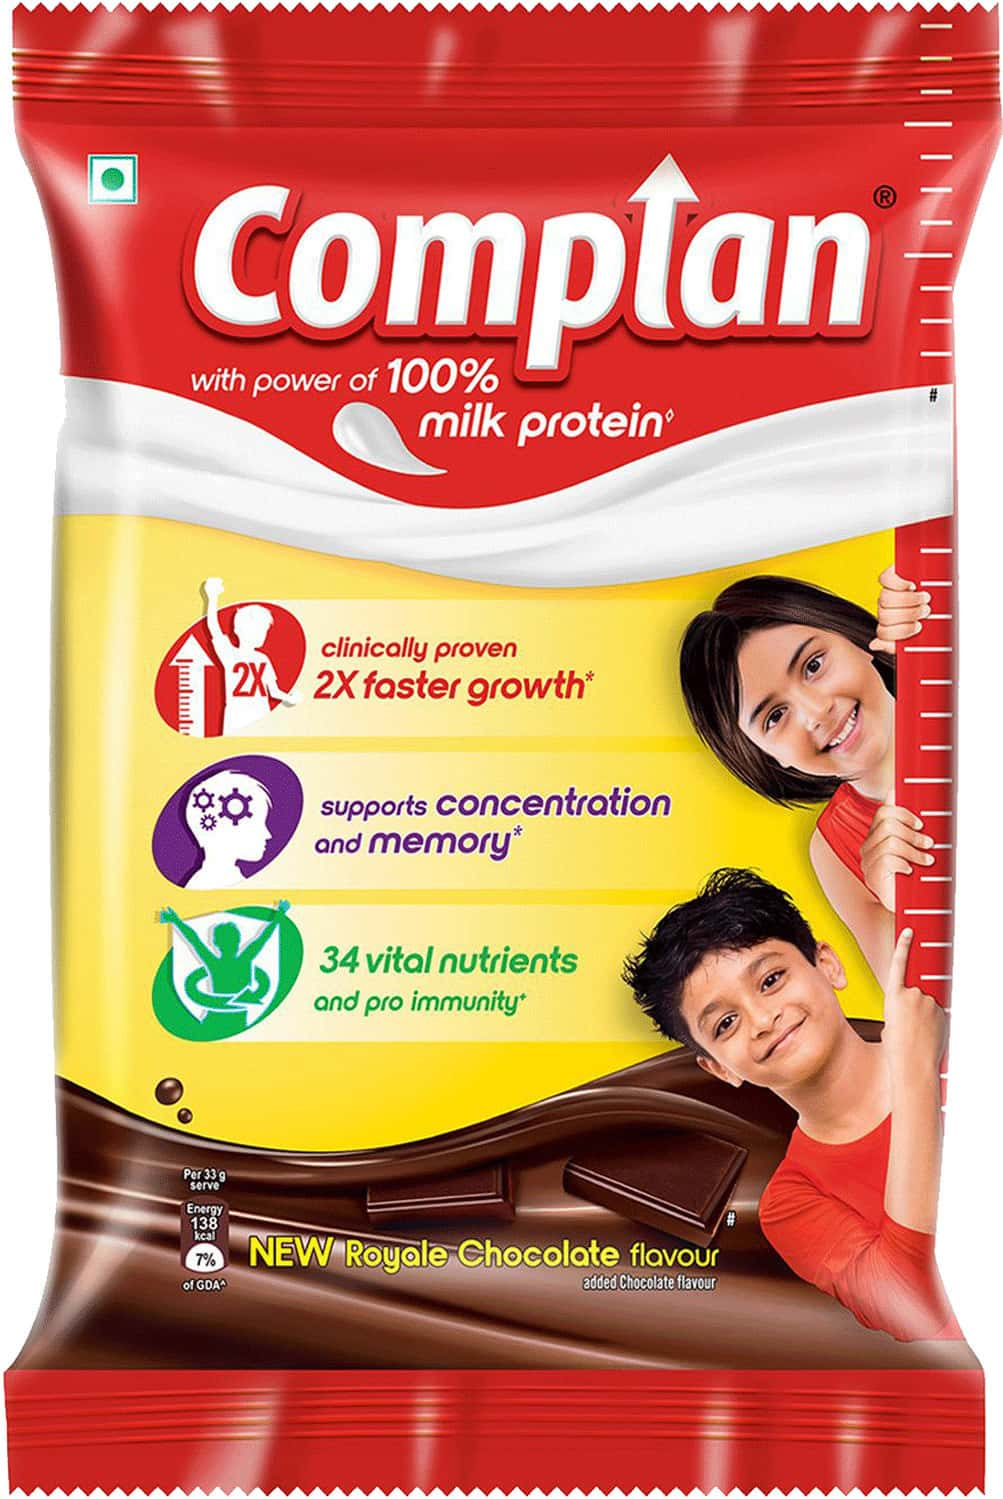 Complan®
with power of 100%
milk protein◊
#
clinically proven
2X faster growth*
2X
supports concentration
and memory*
34 vital nutrients
and pro immunity+
Per 33 g
serve
Energy
138
kcal
7%
of GDA^
#
NEW Royale Chocolate flavour
added Chocolate flavour